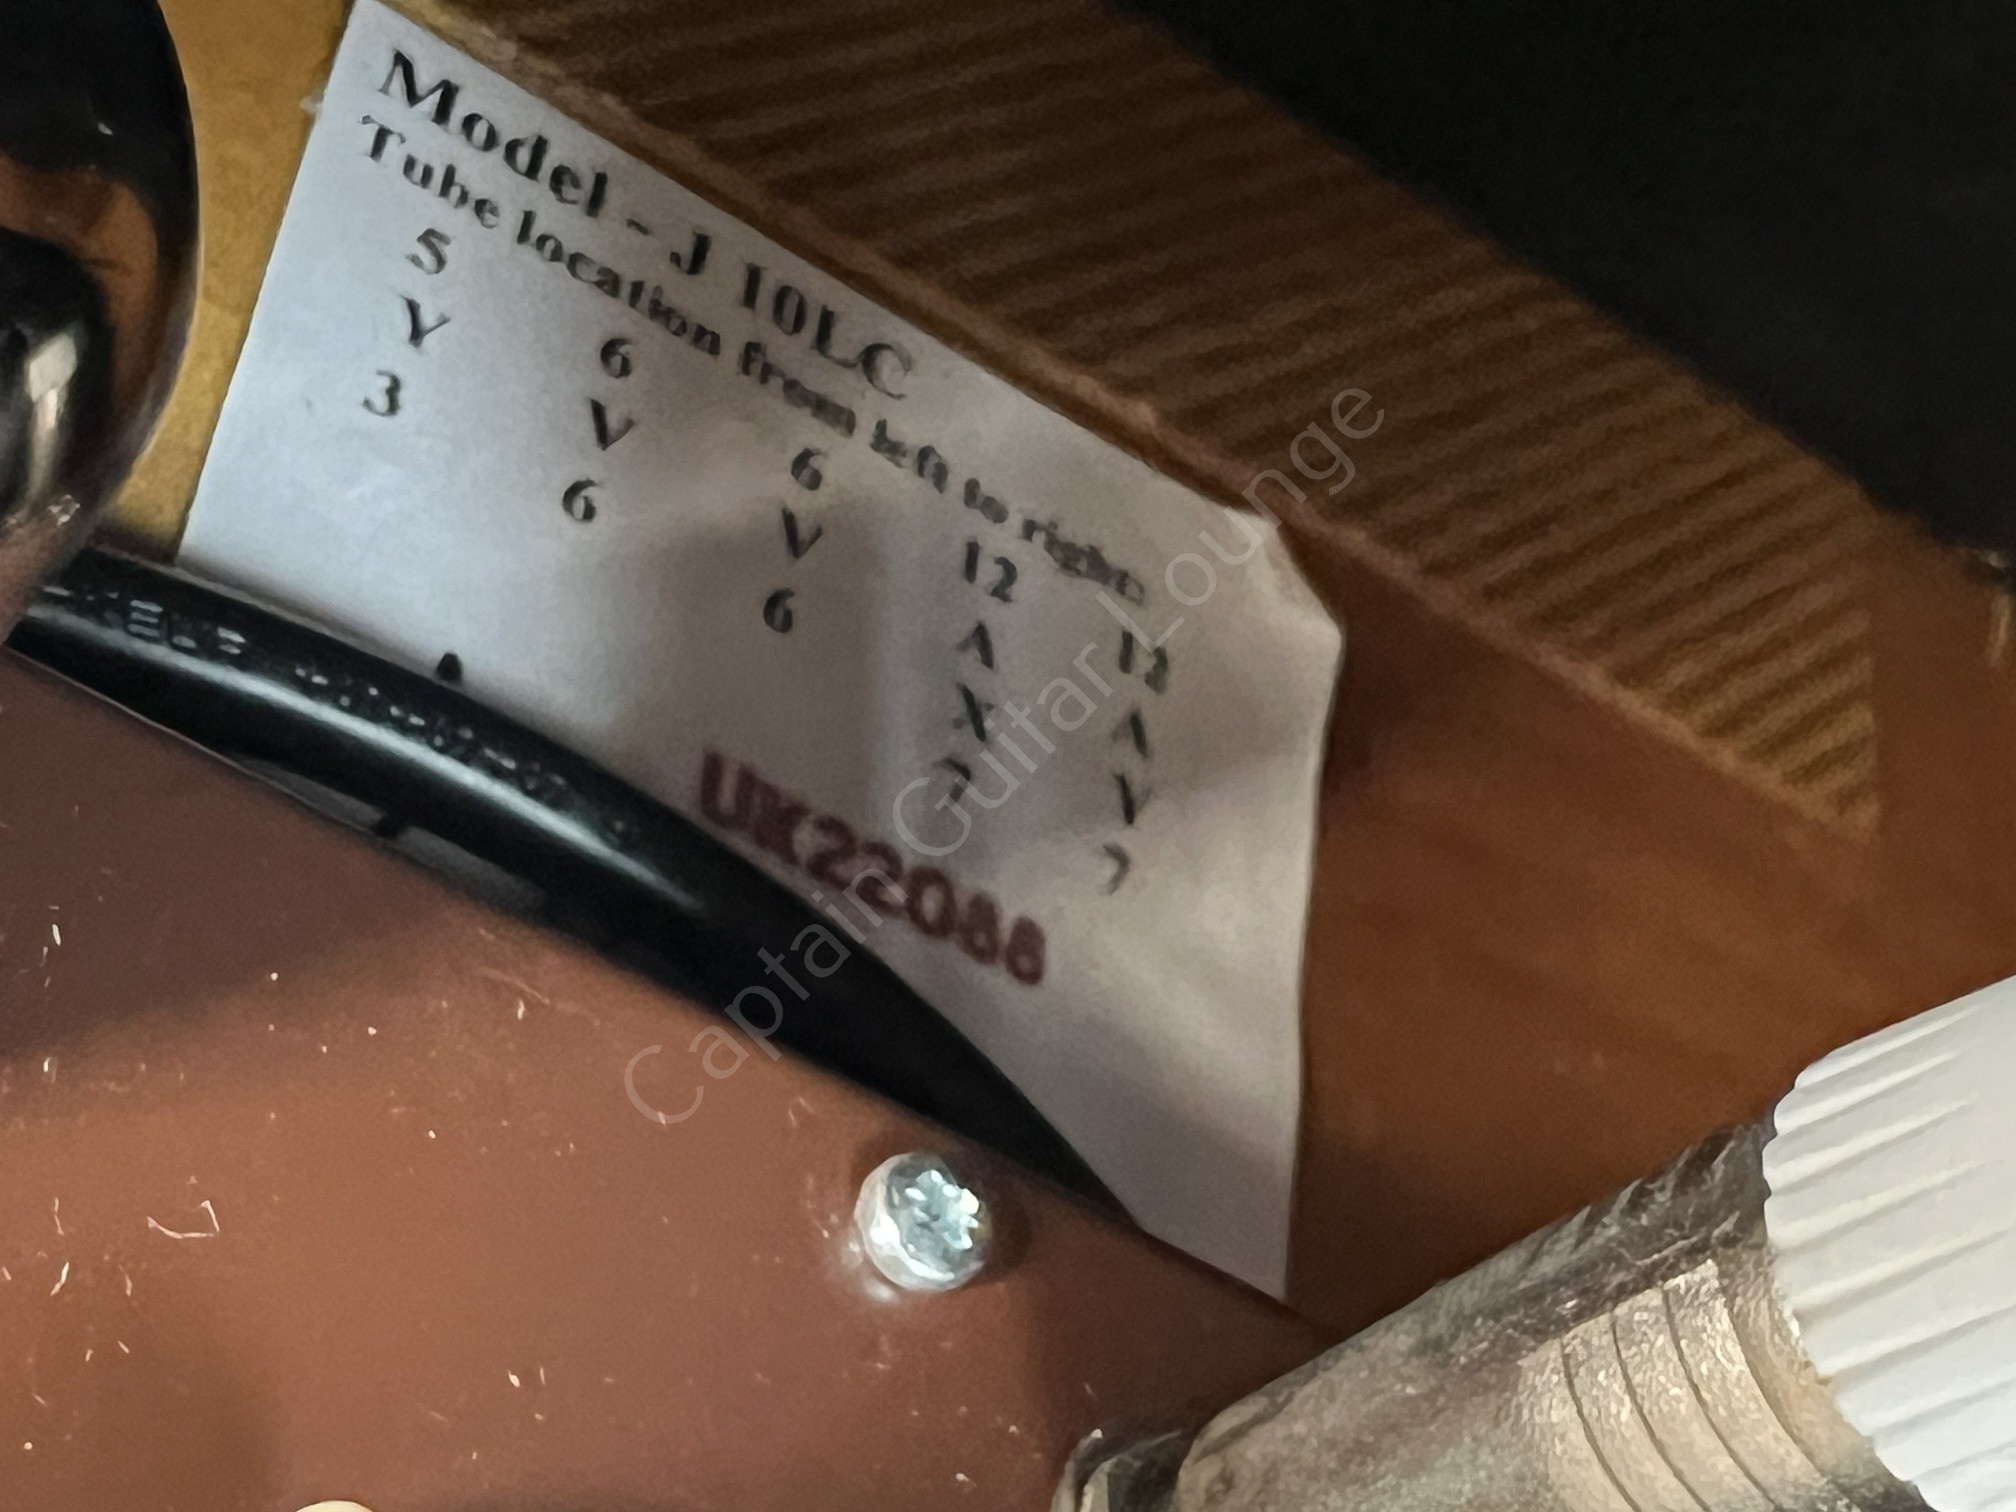 Model - J 10LC
Tube location from left to right:
5 6 6 12 12
Y V V A A
3 6 6 X V
7 7
UK22088
Captain Guitar Lounge